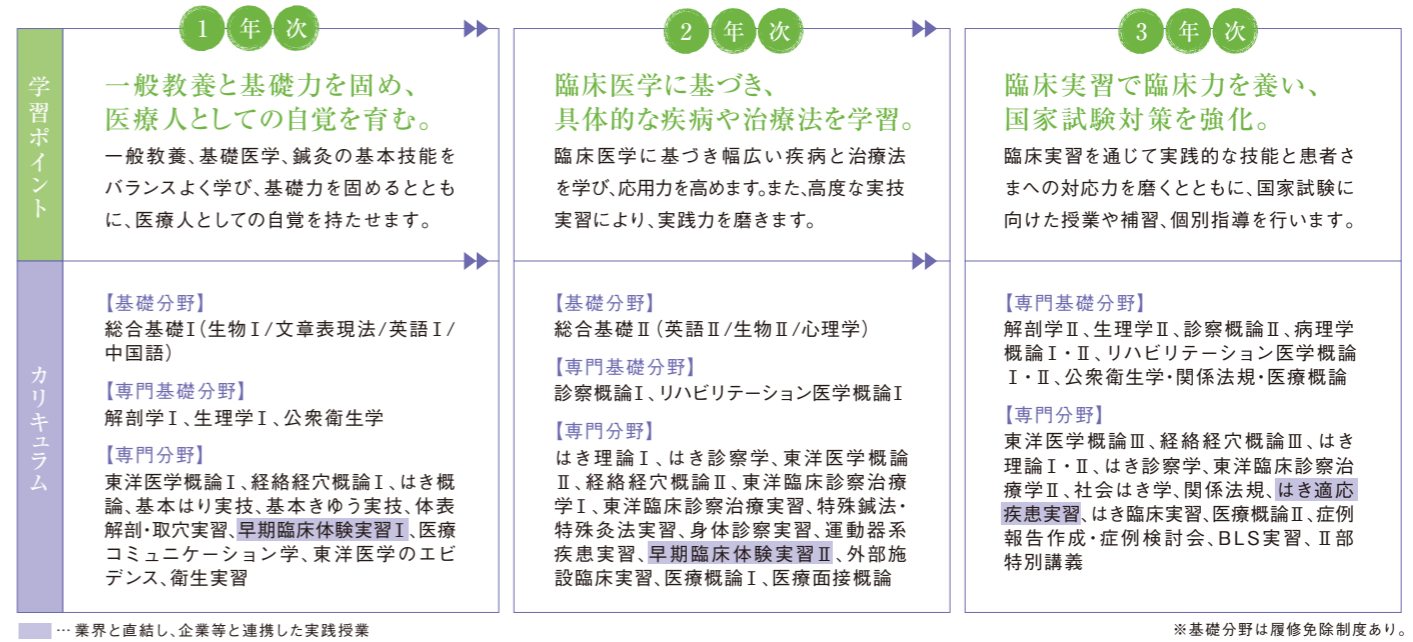 1年次
2年次
3年次
学習ポイント
一般教養と基礎力を固め、
医療人としての自覚を育む。
一般教養、基礎医学、鍼灸の基本技能を
バランスよく学び、基礎力を固めるととも
に、医療人としての自覚を持たせます。
臨床医学に基づき、
具体的な疾病や治療法を学習。
臨床医学に基づき幅広い疾病と治療法
を学び、応用力を高めます。また、高度な実技
実習により、実践力を磨きます。
臨床実習で臨床力を養い、
国家試験対策を強化。
臨床実習を通じて実践的な技能と患者さ
まへの対応力を磨くとともに、国家試験に
向けた授業や補習、個別指導を行います。
カリキュラム
【基礎分野】
総合基礎Ⅰ(生物Ⅰ/文章表現法/英語Ⅰ/
中国語)
【専門基礎分野】
解剖学Ⅰ、生理学Ⅰ、公衆衛生学
【専門分野】
東洋医学概論Ⅰ、経絡経穴概論Ⅰ、はき概
論、基本はり実技、基本きゆう実技、体表
解剖・取穴実習、早期臨床体験実習Ⅰ、医療
コミュニケーション学、東洋医学のエビ
デンス、衛生実習
【基礎分野】
総合基礎Ⅱ(英語Ⅱ/生物Ⅱ/心理学)
【専門基礎分野】
診察概論Ⅰ、リハビリテーション医学概論Ⅰ
【専門分野】
はき理論Ⅰ、はき診察学、東洋医学概論
Ⅱ、経絡経穴概論Ⅱ、東洋臨床診察治療
学Ⅰ、東洋臨床診察治療実習、特殊鍼法・
特殊灸法実習、身体診察実習、運動器系
疾患実習、早期臨床体験実習Ⅱ、外部施
設臨床実習、医療概論Ⅰ、医療面接概論
【専門基礎分野】
解剖学Ⅱ、生理学Ⅱ、診察概論Ⅱ、病理学
概論Ⅰ・Ⅱ、リハビリテーション医学概論
Ⅰ・Ⅱ、公衆衛生学・関係法規・医療概論
【専門分野】
東洋医学概論Ⅲ、経絡経穴概論Ⅲ、はき
理論Ⅰ・Ⅱ、はき診察学、東洋臨床診察治
療学Ⅱ、社会はき学、関係法規、はき適応
疾患実習、はき臨床実習、医療概論Ⅱ、症例
報告作成・症例検討会、BLS実習、Ⅱ部
特別講義
… 業界と直結し、企業等と連携した実践授業
※基礎分野は履修免除制度あり。